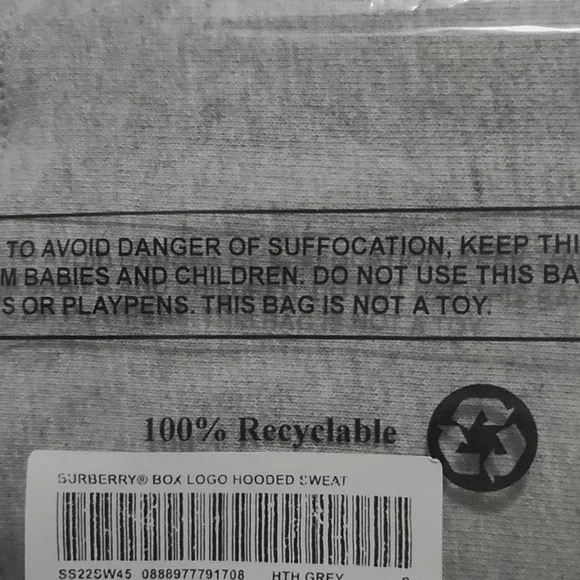 TO AVOID DANGER OF SUFFOCATION, KEEP THI
M BABIES AND CHILDREN. DO NOT USE THIS BA
S OR PLAYPENS. THIS BAG IS NOT A TOY.
100% Recyclable
BURBERRY® BOX LOGO HOODED SWEAT
SS22SW45 0888977791708 HTH GREY